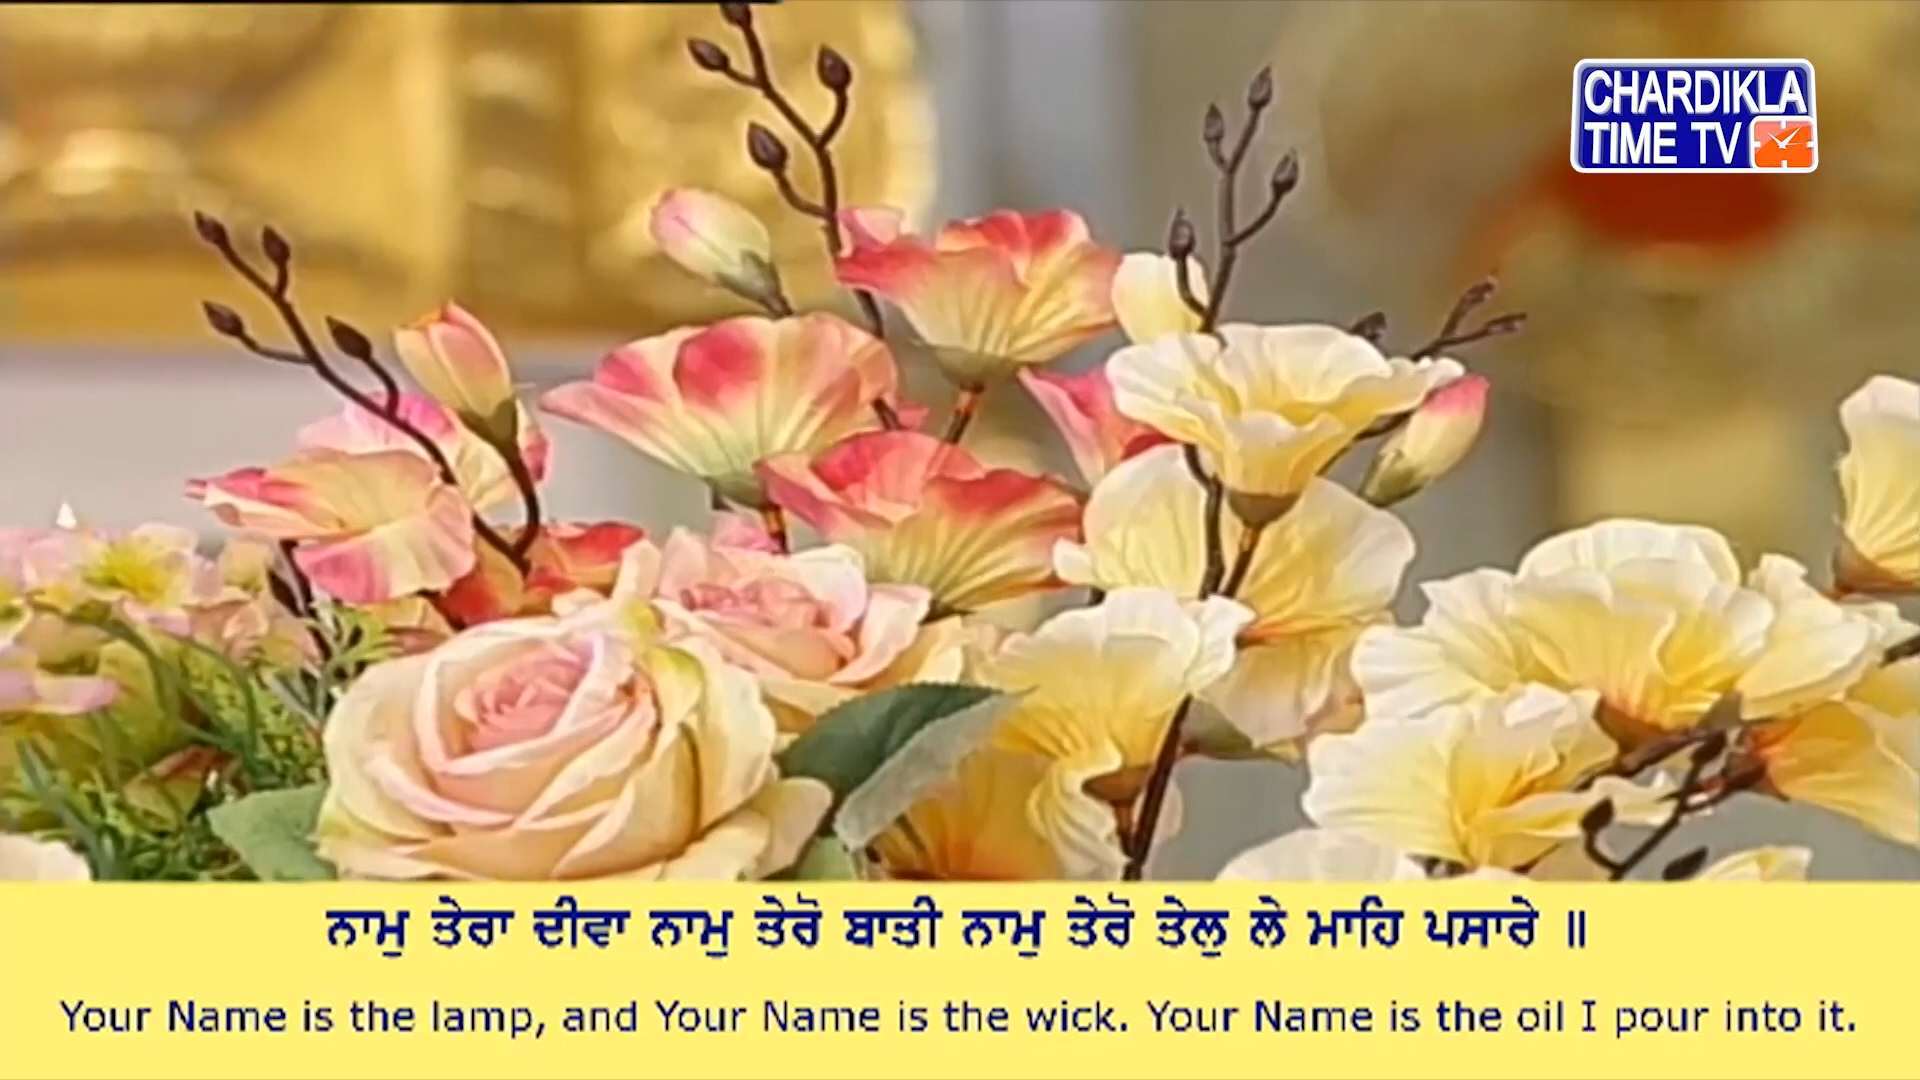 CHARDIKLA
TIME TV
ਨਾਮੁ ਤੇਰਾ ਦੀਵਾ ਨਾਮੁ ਤੇਰੋ ਬਾਤੀ ਨਾਮੁ ਤੇਰੋ ਤੇਲੁ ਲੇ ਮਾਹਿ ਪਸਾਰੇ ॥
Your Name is the lamp, and Your Name is the wick. Your Name is the oil I pour into it.